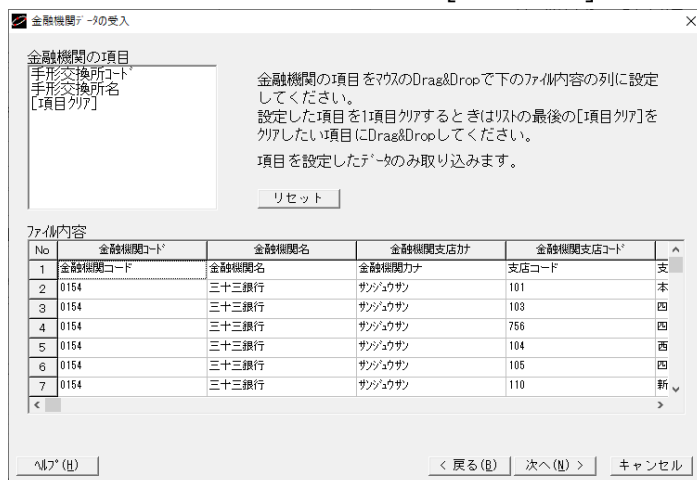 金融機関ﾃﾞｰﾀの受入
金融機関の項目
手形交換所ｺｰﾄﾞ
手形交換所名
[項目ｸﾘｱ]
金融機関の項目をﾏｳｽのDrag&Dropで下のﾌｧｲﾙ内容の列に設定
してください。
設定した項目を1項目ｸﾘｱするときはﾘｽﾄの最後の[項目ｸﾘｱ]を
ｸﾘｱしたい項目にDrag&Dropしてください。
項目を設定したﾃﾞｰﾀのみ取り込みます。
リセット
ﾌｧｲﾙ内容
No 金融機関ｺｰﾄﾞ 金融機関名 金融機関支店ｶﾅ 金融機関支店ｺｰﾄﾞ
1 金融機関コード 金融機関名 金融機関カナ 支店コード 支
2 0154 三十三銀行 ｻﾝｼﾞｭｳｻﾝ 101 本
3 0154 三十三銀行 ｻﾝｼﾞｭｳｻﾝ 103 四
4 0154 三十三銀行 ｻﾝｼﾞｭｳｻﾝ 756 四
5 0154 三十三銀行 ｻﾝｼﾞｭｳｻﾝ 104 西
6 0154 三十三銀行 ｻﾝｼﾞｭｳｻﾝ 105 四
7 0154 三十三銀行 ｻﾝｼﾞｭｳｻﾝ 110 新
ﾍﾙﾌﾟ(H) < 戻る(B) 次へ(N) > キャンセル